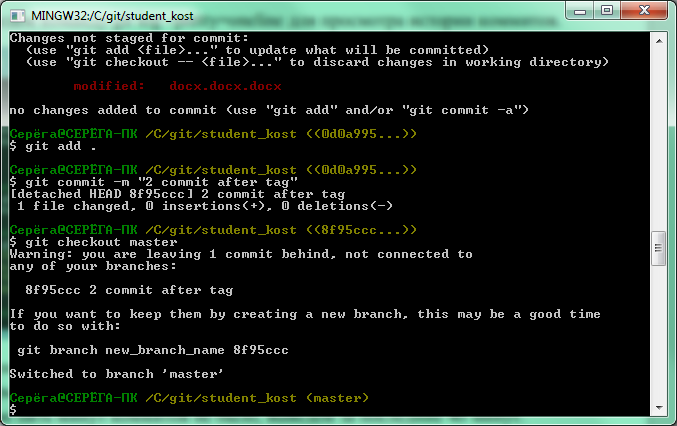 MINGW32:/C/git/student_kost
Changes not staged for commit:
  (use "git add <file>..." to update what will be committed)
  (use "git checkout -- <file>..." to discard changes in working directory)
        modified:   docx.docx.docx
no changes added to commit (use "git add" and/or "git commit -a")
Серёга@СЕРЁГА-ПК /C/git/student_kost ((0d0a995...))
$ git add .
Серёга@СЕРЁГА-ПК /C/git/student_kost ((0d0a995...))
$ git commit -m "2 commit after tag"
[detached HEAD 8f95ccc] 2 commit after tag
 1 file changed, 0 insertions(+), 0 deletions(-)
Серёга@СЕРЁГА-ПК /C/git/student_kost ((8f95ccc...))
$ git checkout master
Warning: you are leaving 1 commit behind, not connected to
any of your branches:
  8f95ccc 2 commit after tag
If you want to keep them by creating a new branch, this may be a good time
to do so with:
 git branch new_branch_name 8f95ccc
Switched to branch 'master'
Серёга@СЕРЁГА-ПК /C/git/student_kost (master)
$